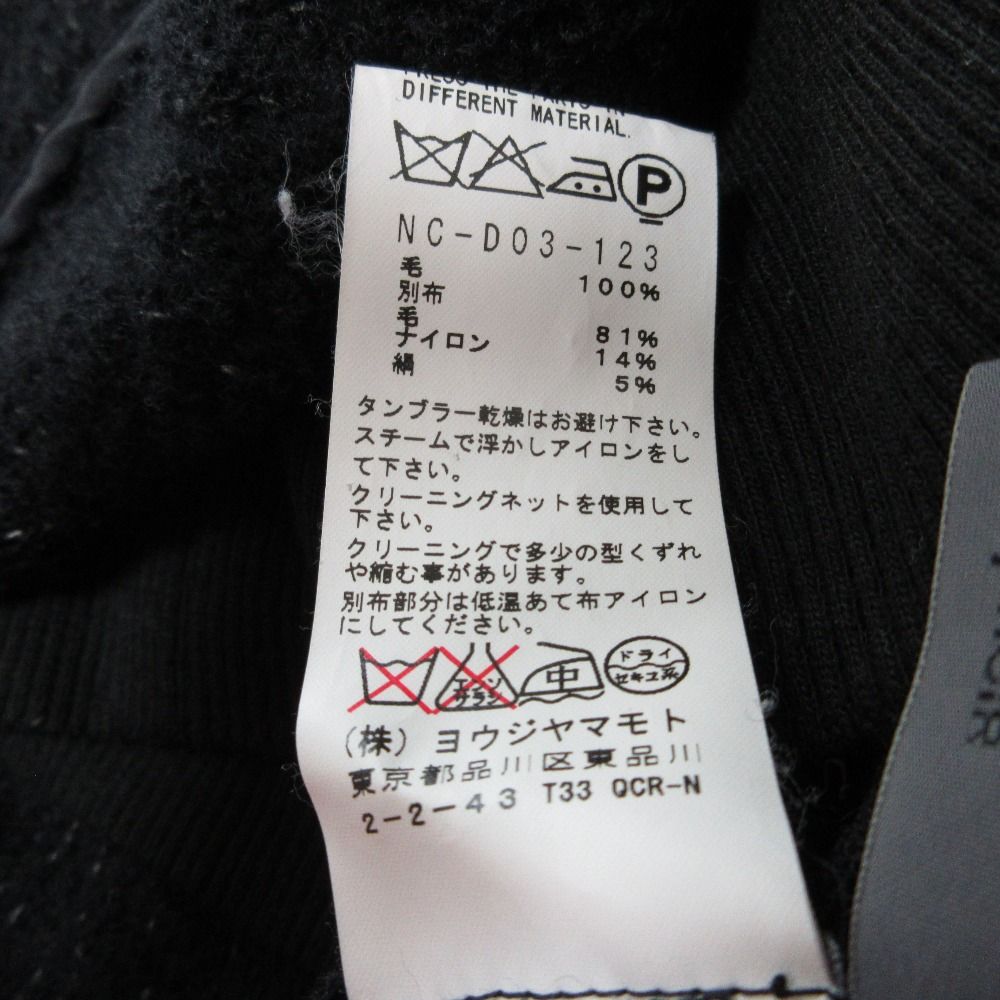 PRESS THE PARTS IN
DIFFERENT MATERIAL.
P
NC-D03-123
毛 100%
別布
毛 81%
ナイロン 14%
絹 5%
タンブラー乾燥はお避け下さい。
スチームで浮かしアイロンをし
て下さい。
クリーニングネットを使用して
下さい。
クリーニングで多少の型くずれ
や縮む事があります。
別布部分は低温あて布アイロン
にしてください。
エンソ
サラシ
中
ドライ
セキユ系
(株) ヨウジヤマモト
東京都品川区東品川
2-2-43 T33 QCR-N